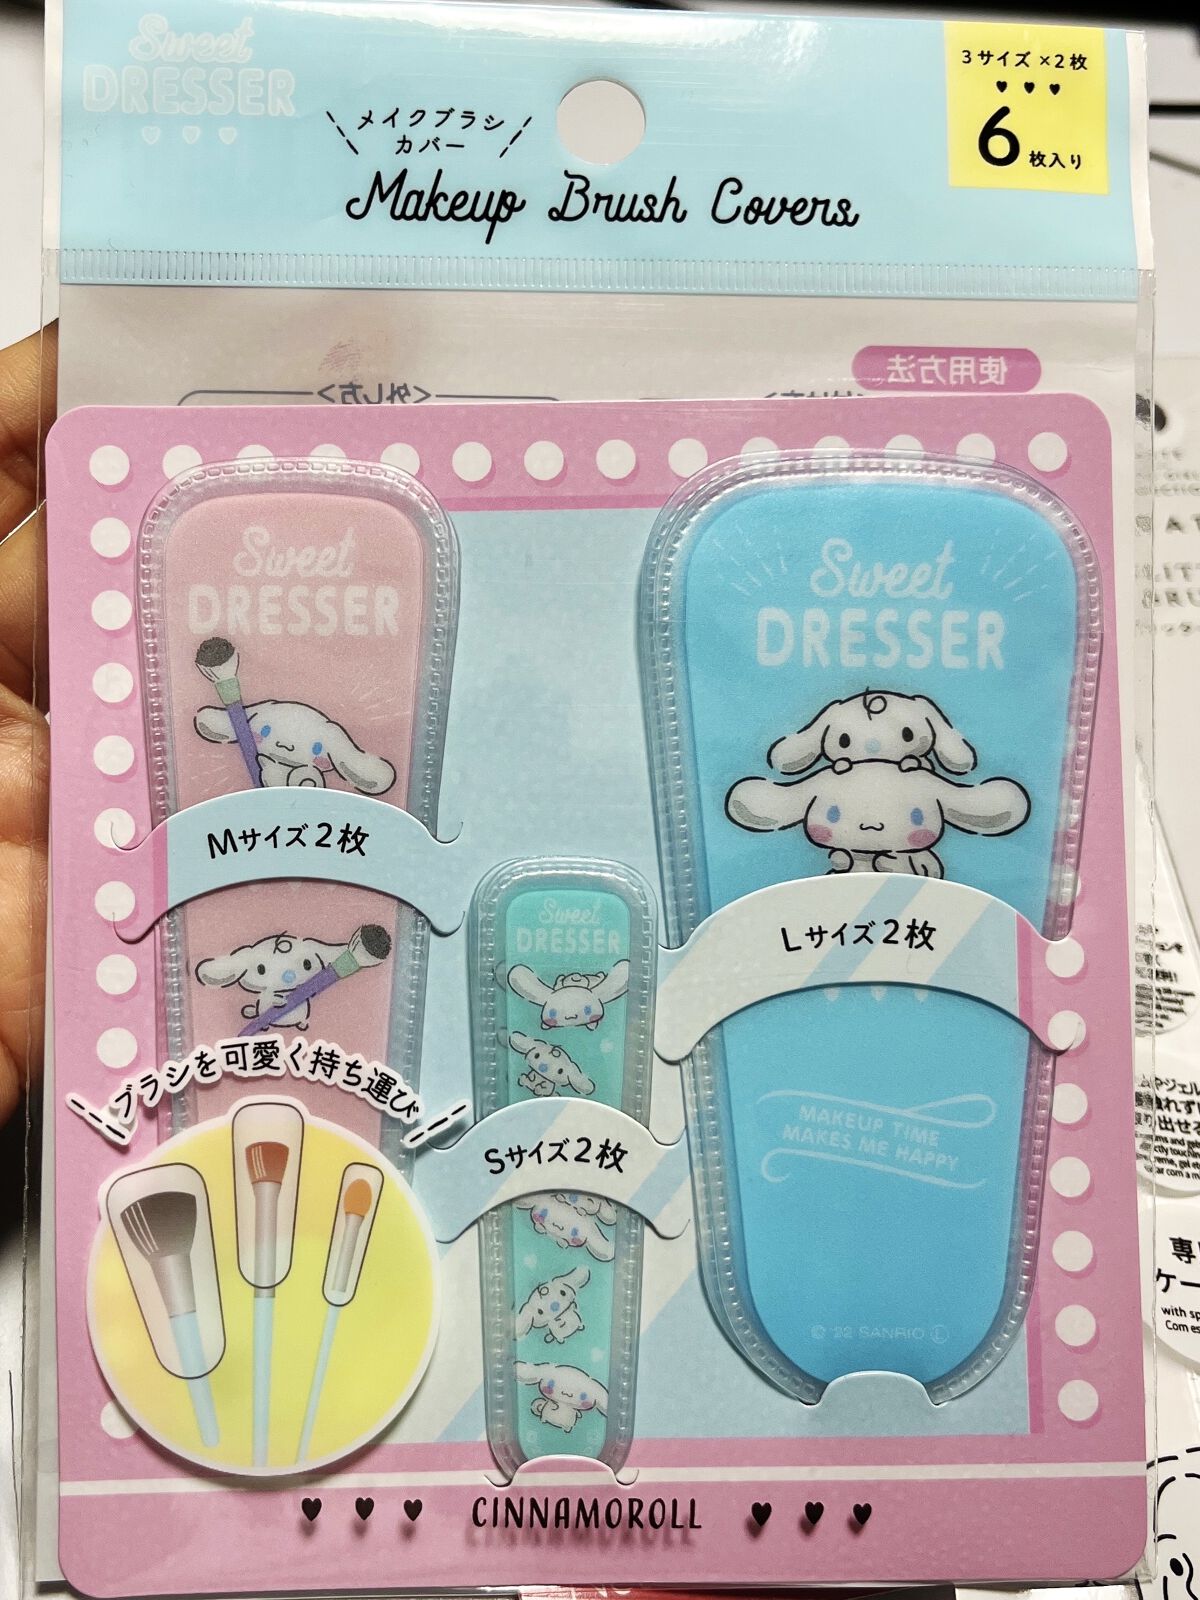 Sweet
DRESSER
メイクブラシ
カバー
Makeup Brush Covers
3サイズ×2枚
6枚入り
使用方法
<外し方>
Sweet
DRESSER
Mサイズ2枚
Sweet
DRESSER
Lサイズ2枚
MAKEUP TIME
MAKES ME HAPPY
© '22 SANRIO Ⓛ
Sweet
DRESSER
Sサイズ2枚
ブラシを可愛く持ち運び
CINNAMOROLL